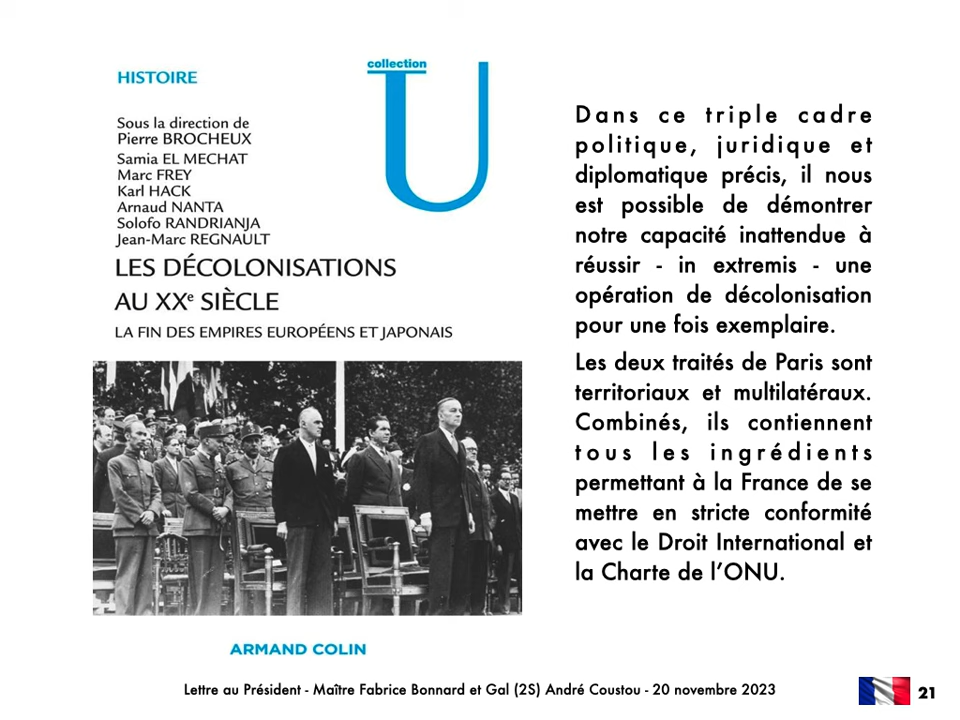 HISTOIRE
collection
U
Sous la direction de
Pierre BROCHEUX
Samia EL MECHAT
Marc FREY
Karl HACK
Arnaud NANTA
Solofo RANDRIANJA
Jean-Marc REGNAULT
LES DÉCOLONISATIONS
AU XXe SIÈCLE
LA FIN DES EMPIRES EUROPÉENS ET JAPONAIS
ARMAND COLIN
Dans ce triple cadre
politique, juridique et
diplomatique précis, il nous
est possible de démontrer
notre capacité inattendue à
réussir - in extremis - une
opération de décolonisation
pour une fois exemplaire.
Les deux traités de Paris sont
territoriaux et multilatéraux.
Combinés, ils contiennent
tous les ingrédients
permettant à la France de se
mettre en stricte conformité
avec le Droit International et
la Charte de l'ONU.
Lettre au Président - Maître Fabrice Bonnard et Gal (2S) André Coustou - 20 novembre 2023
21